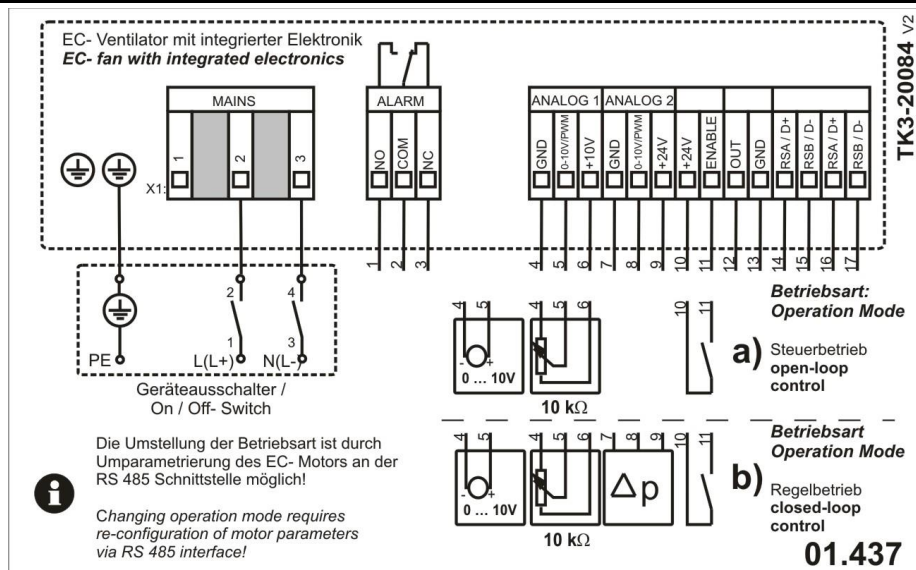 EC- Ventilator mit integrierter Elektronik
EC- fan with integrated electronics
TK3-20084 V2
MAINS
X1:
1
2
3
ALARM
NO
COM
NC
ANALOG 1
ANALOG 2
GND
0-10V/PWM
+10V
GND
0-10V/PWM
+24V
+24V
ENABLE
OUT
GND
RSA / D+
RSB / D-
RSA / D+
RSB / D-
1
2
3
4
5
6
7
8
9
10
11
12
13
14
15
16
17
2
4
1
3
PE
L(L+)
N(L-)
Geräteausschalter /
On / Off- Switch
4
5
- +
0 ... 10V
4
5
6
10 kΩ
10
11
Betriebsart:
Operation Mode
a)
Steuerbetrieb
open-loop
control
4
5
- +
0 ... 10V
4
5
6
10 kΩ
7
8
9
Δp
10
11
Betriebsart
Operation Mode
b)
Regelbetrieb
closed-loop
control
i
Die Umstellung der Betriebsart ist durch
Umparametrierung des EC- Motors an der
RS 485 Schnittstelle möglich!
Changing operation mode requires
re-configuration of motor parameters
via RS 485 interface!
01.437